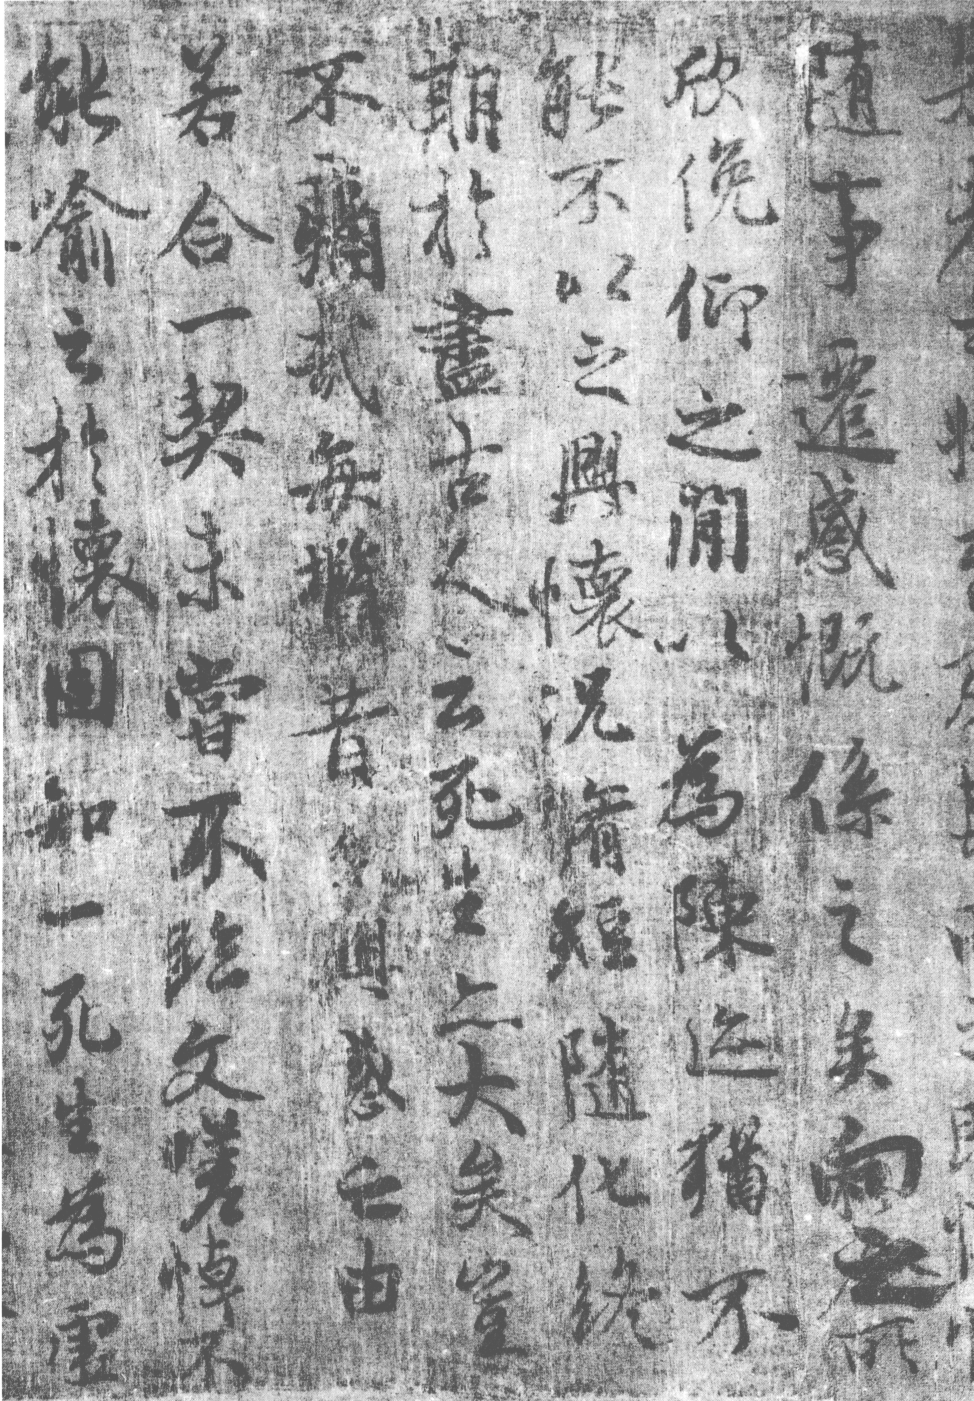 随事遷感慨係之矣向之所
欣俛仰之閒以為陳迹猶不
能不以之興懷況脩短隨化終
期於盡古人云死生亦大矣豈
不痛哉每攬昔人興感之由
若合一契未嘗不臨文嗟悼不
能喻之於懷固知一死生為虛